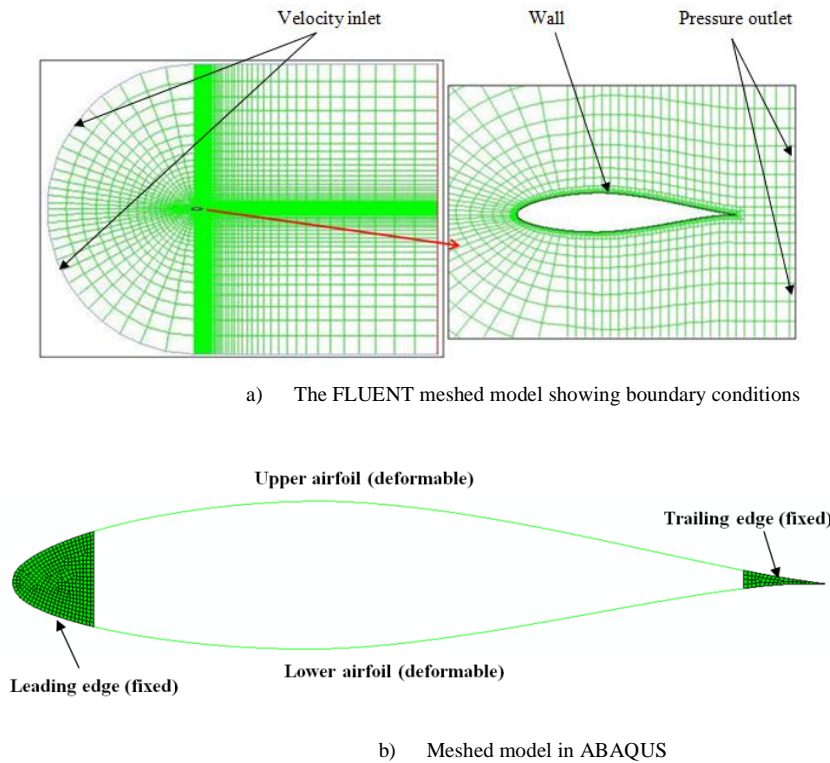 Velocity inlet
Wall
Pressure outlet
a) The FLUENT meshed model showing boundary conditions
Upper airfoil (deformable)
Trailing edge (fixed)
Leading edge (fixed)
Lower airfoil (deformable)
b) Meshed model in ABAQUS